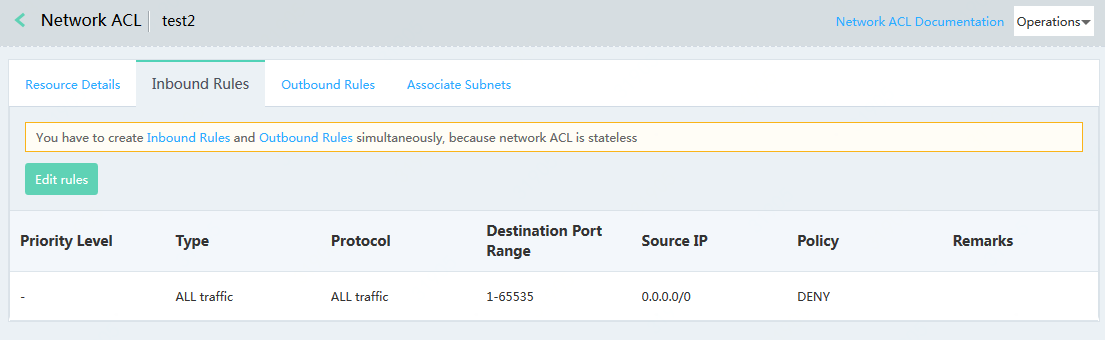 Network ACL test2 Network ACL Documentation Operations
Resource Details Inbound Rules Outbound Rules Associate Subnets
You have to create Inbound Rules and Outbound Rules simultaneously, because network ACL is stateless
Edit rules
Priority Level Type Protocol Destination Port Range Source IP Policy Remarks
- ALL traffic ALL traffic 1-65535 0.0.0.0/0 DENY